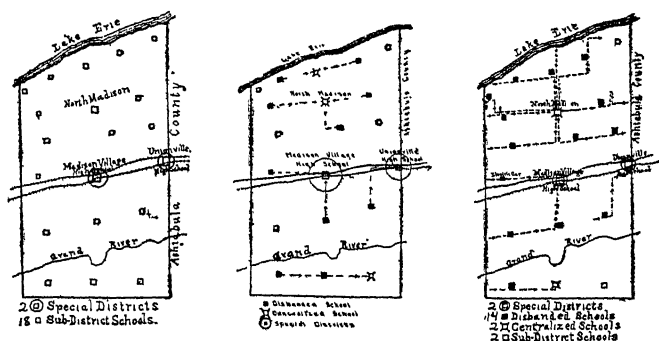 Lake Erie
North Madison
County
Ashtabula
Madison Village
High School
Unionville
High School
Grand River
2 Special Districts
18 Sub-District Schools
Lake Erie
North Madison
Ashtabula County
Madison Village
High School
Unionville
High School
Grand River
Disbanded School
Centralized School
Special Districts
Lake Erie
North Madison
Ashtabula County
Madison Village
High School
Unionville
Grand River
2 Special Districts
14 Disbanded Schools
2 Centralized Schools
2 Sub-District Schools